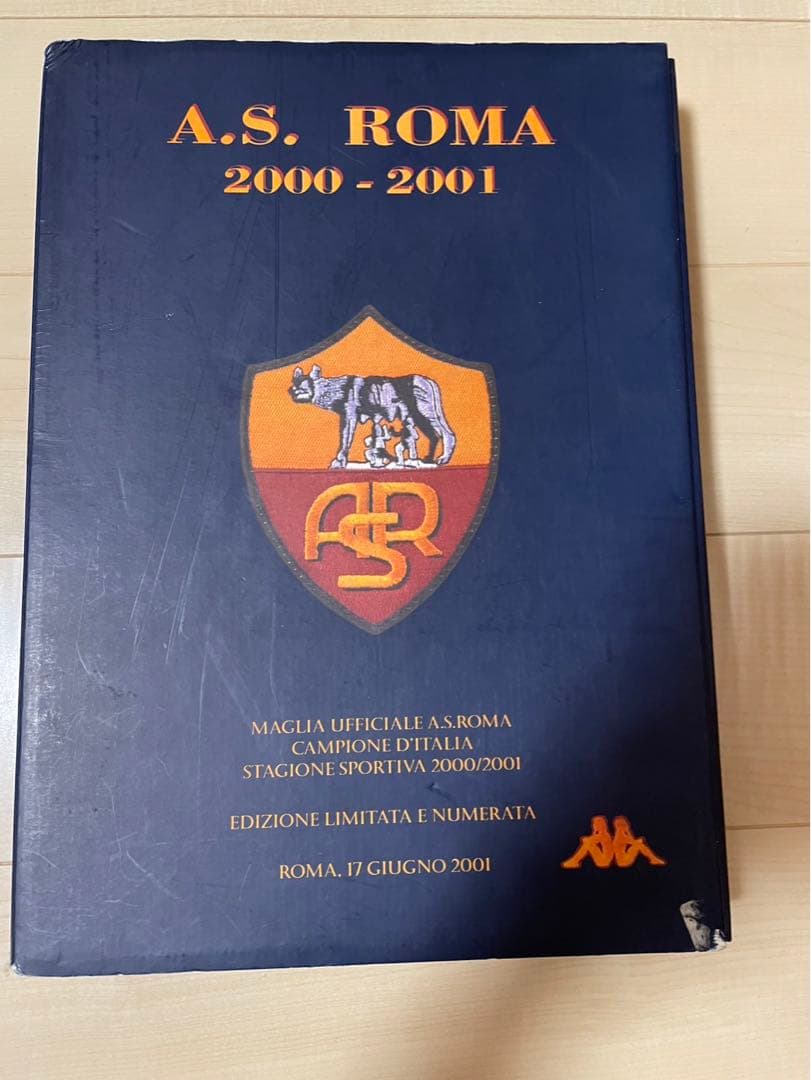 A.S. ROMA
2000 - 2001
ASR
MAGLIA UFFICIALE A.S.ROMA
CAMPIONE D'ITALIA
STAGIONE SPORTIVA 2000/2001
EDIZIONE LIMITATA E NUMERATA
ROMA, 17 GIUGNO 2001